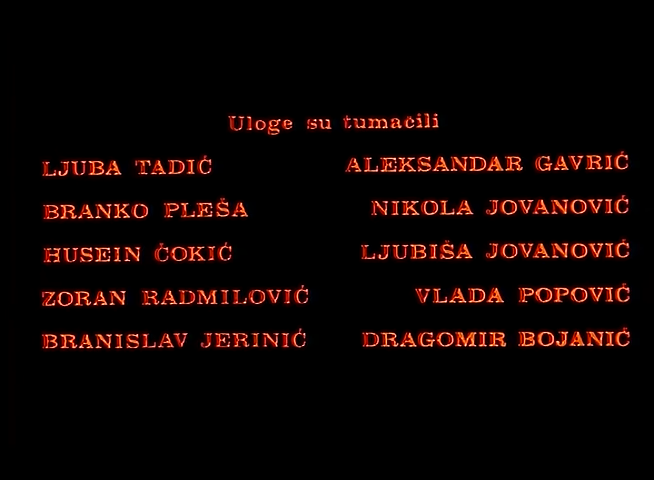 Uloge su tumačili
LJUBA TADIĆ ALEKSANDAR GAVRIĆ
BRANKO PLEŠA NIKOLA JOVANOVIĆ
HUSEIN ČOKIĆ LJUBIŠA JOVANOVIĆ
ZORAN RADMILOVIĆ VLADA POPOVIĆ
BRANISLAV JERINIĆ DRAGOMIR BOJANIĆ